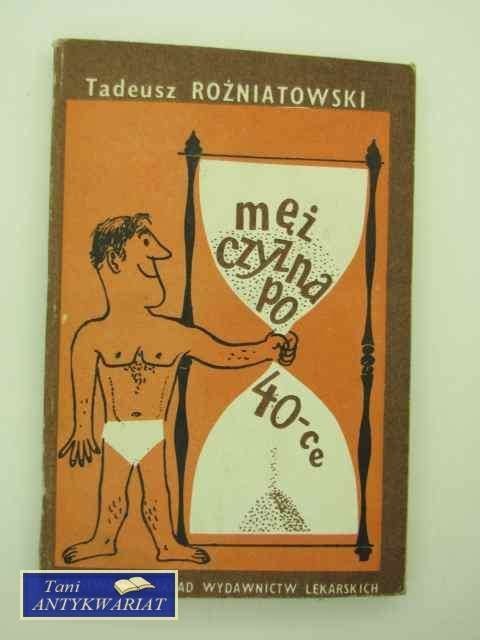 Tadeusz ROŻNIATOWSKI
męż
czyzna
po
40-ce
AD WYDAWNICTW LEKARSKICH
Tani
ANTYKWARIAT